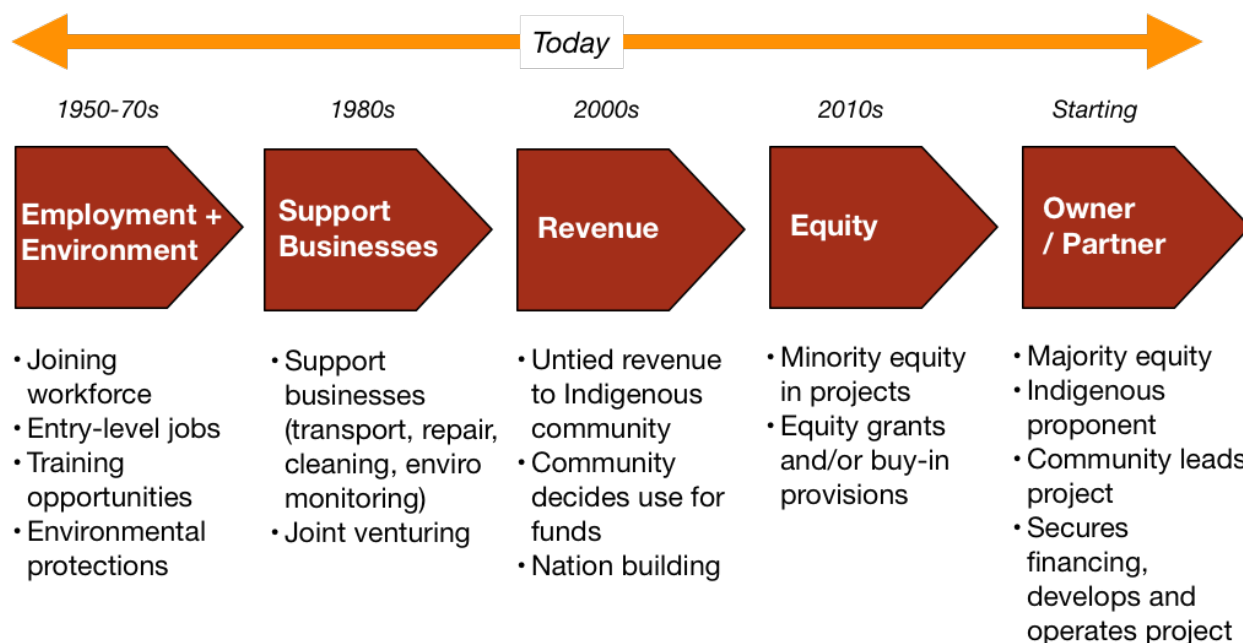 Today
1950-70s
1980s
2000s
2010s
Starting
Employment +
Environment
Support
Businesses
Revenue
Equity
Owner
/ Partner
• Joining
workforce
• Entry-level jobs
• Training
opportunities
• Environmental
protections
• Support
businesses
(transport, repair,
cleaning, enviro
monitoring)
• Joint venturing
• Untied revenue
to Indigenous
community
• Community
decides use for
funds
• Nation building
• Minority equity
in projects
• Equity grants
and/or buy-in
provisions
• Majority equity
• Indigenous
proponent
• Community leads
project
• Secures
financing,
develops and
operates project